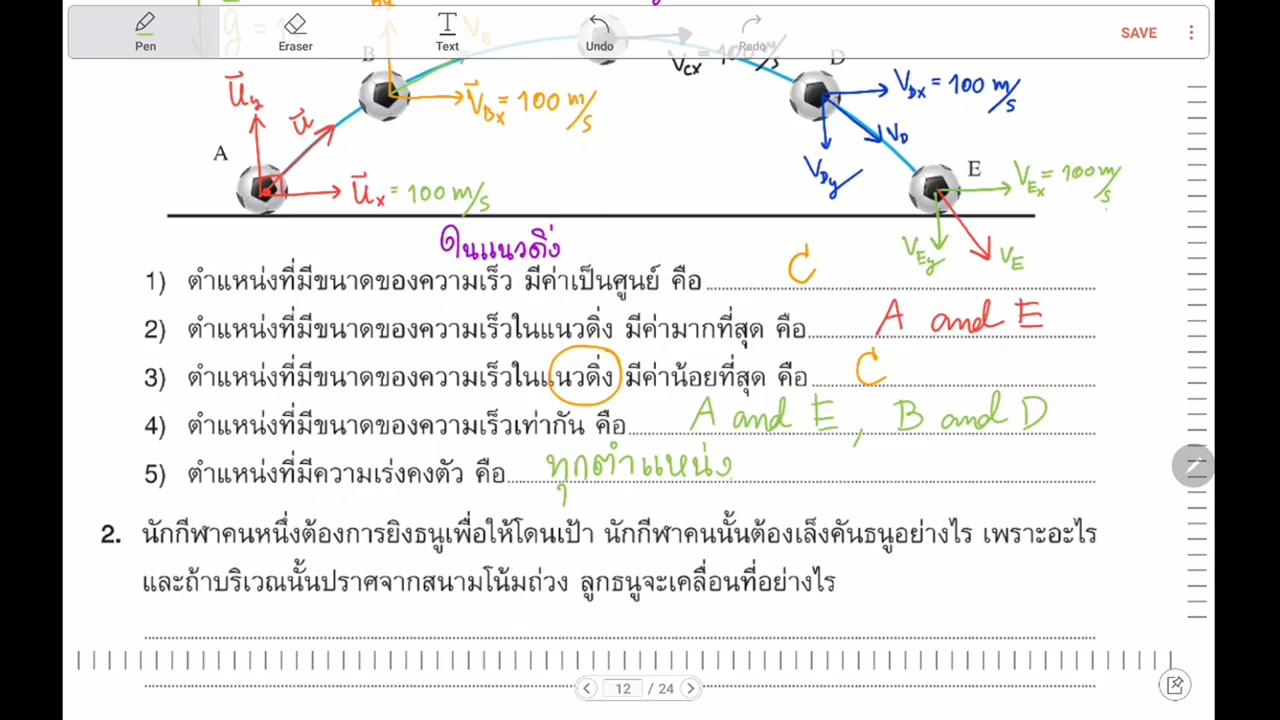 Pen Eraser Text Undo Redo SAVE
g = 1
B V_Cx = 100 m/s D
A U⃗y u⃗ U⃗x = 100 m/s V⃗Bx = 100 m/s V_Dx = 100 m/s V_D V_Dy E V_Ex = 100 m/s V_Ey V_E
ในแนวดิ่ง
1) ตำแหน่งที่มีขนาดของความเร็ว มีค่าเป็นศูนย์ คือ C
2) ตำแหน่งที่มีขนาดของความเร็วในแนวดิ่ง มีค่ามากที่สุด คือ A and E
3) ตำแหน่งที่มีขนาดของความเร็วในแนวดิ่ง มีค่าน้อยที่สุด คือ C
4) ตำแหน่งที่มีขนาดของความเร็วเท่ากัน คือ A and E, B and D
5) ตำแหน่งที่มีความเร่งคงตัว คือ ทุกตำแหน่ง
2. นักกีฬาคนหนึ่งต้องการยิงธนูเพื่อให้โดนเป้า นักกีฬาคนนั้นต้องเล็งคันธนูอย่างไร เพราะอะไร
และถ้าบริเวณนั้นปราศจากสนามโน้มถ่วง ลูกธนูจะเคลื่อนที่อย่างไร
12 / 24